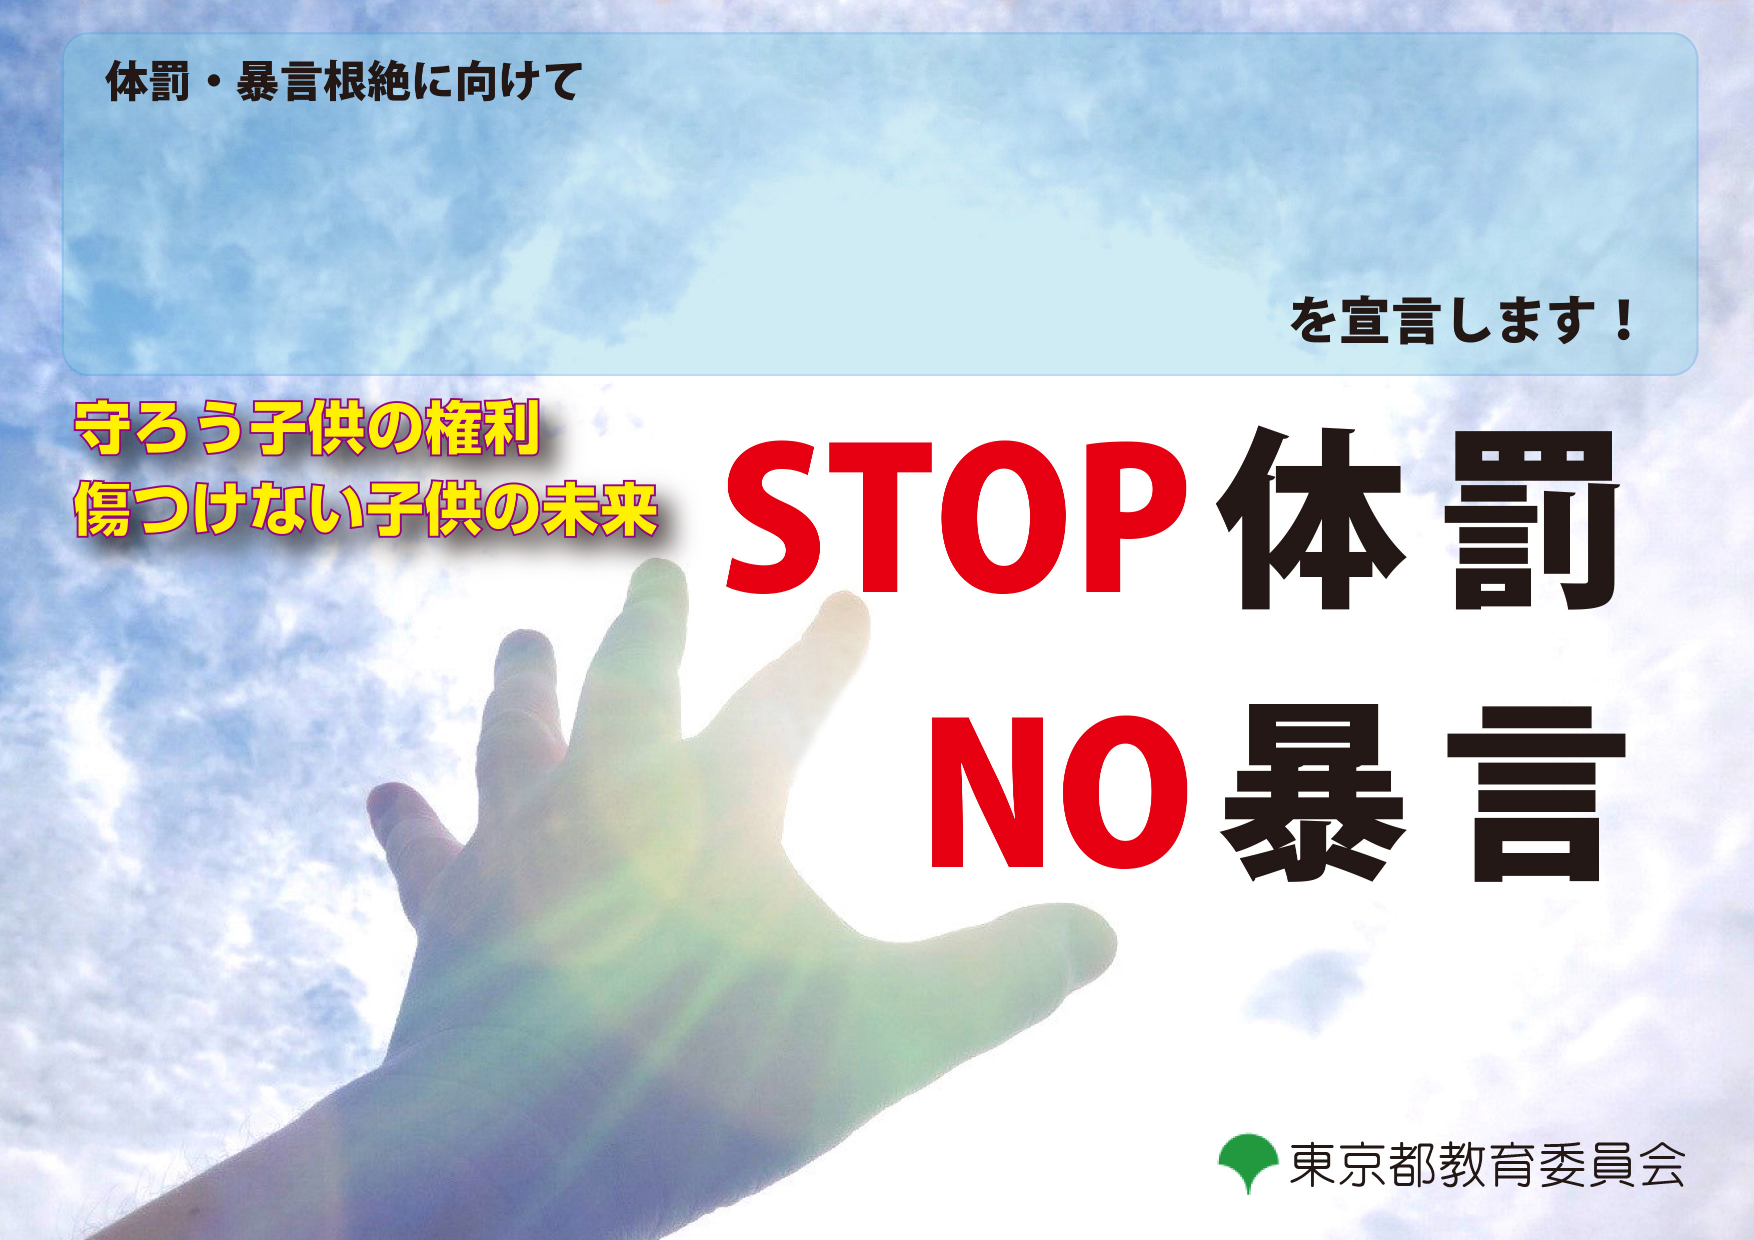 体罰・暴言根絶に向けて
を宣言します！
守ろう子供の権利
傷つけない子供の未来
STOP体罰
NO暴言
東京都教育委員会